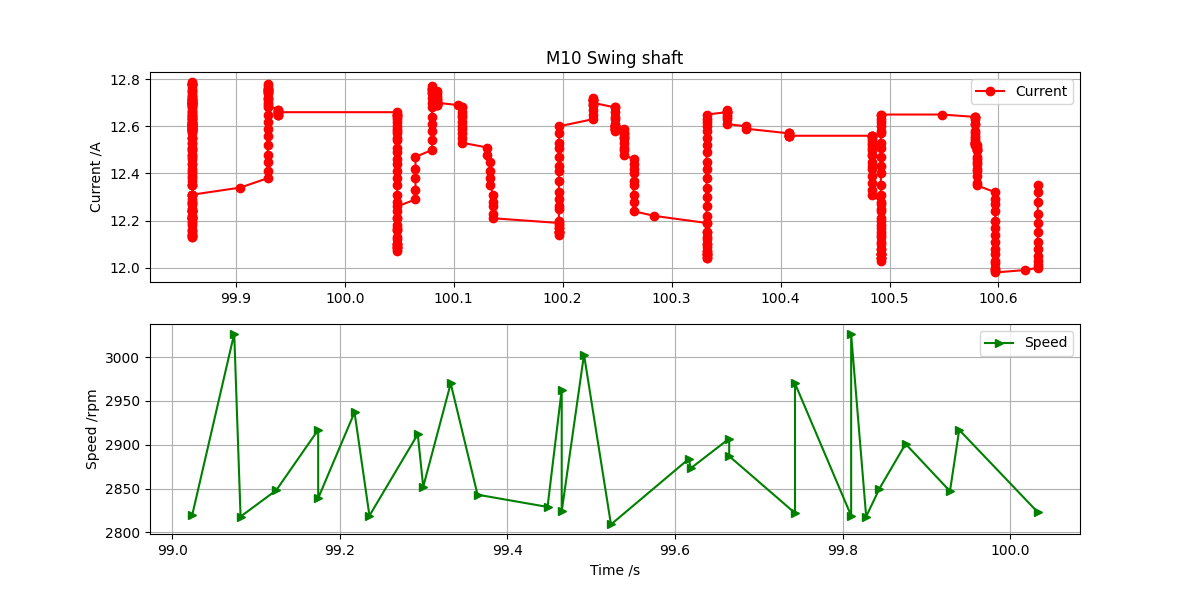 M10 Swing shaft
Current /A
12.8
12.6
12.4
12.2
12.0
Current
99.9 100.0 100.1 100.2 100.3 100.4 100.5 100.6
Speed /rpm
3000
2950
2900
2850
2800
Speed
99.0 99.2 99.4 99.6 99.8 100.0
Time /s